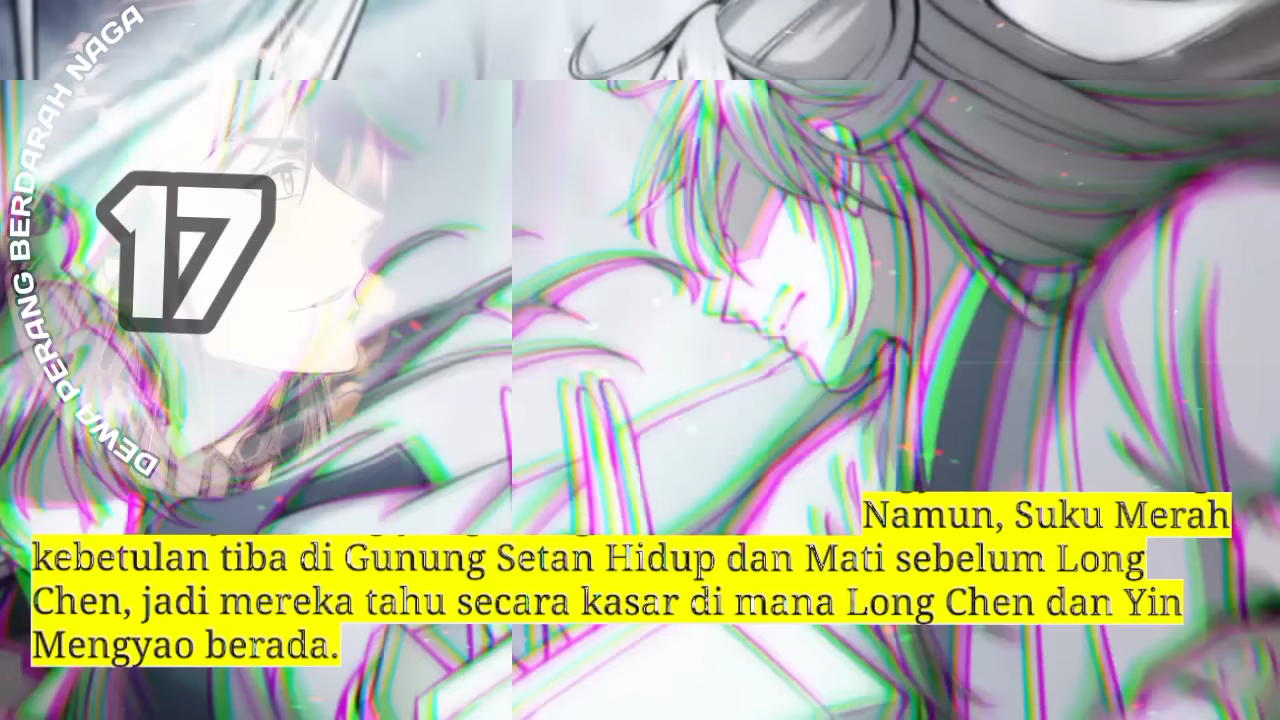 DEWA PERANG BERDARAH NAGA
17
Namun, Suku Merah
kebetulan tiba di Gunung Setan Hidup dan Mati sebelum Long
Chen, jadi mereka tahu secara kasar di mana Long Chen dan Yin
Mengyao berada.